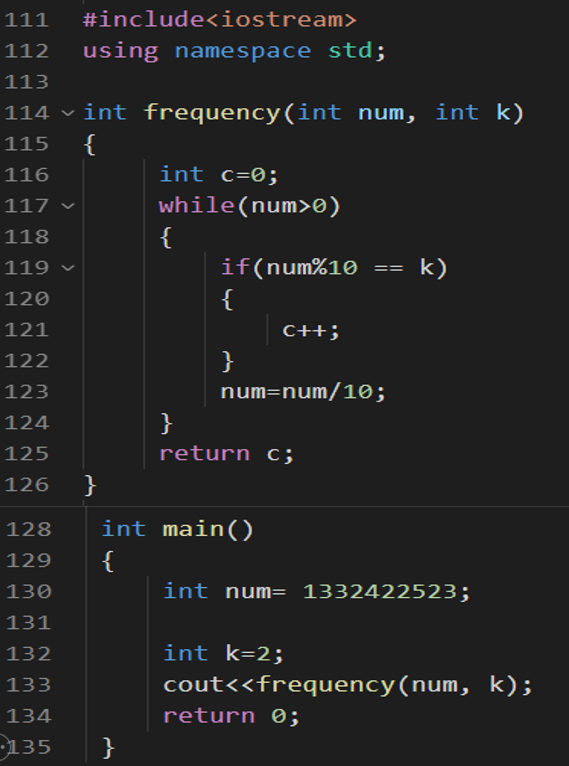 111 #include<iostream>
112 using namespace std;
113
114 int frequency(int num, int k)
115 {
116 int c=0;
117 while(num>0)
118 {
119 if(num%10 == k)
120 {
121 c++;
122 }
123 num=num/10;
124 }
125 return c;
126 }
128 int main()
129 {
130 int num= 1332422523;
131
132 int k=2;
133 cout<<frequency(num, k);
134 return 0;
135 }